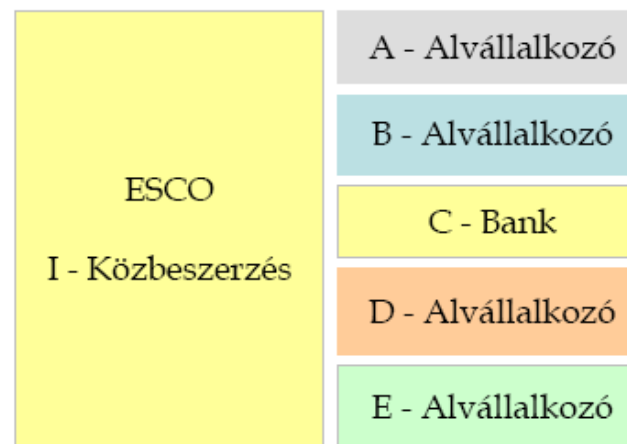 ESCO
I - Közbeszerzés
A - Alvállalkozó
B - Alvállalkozó
C - Bank
D - Alvállalkozó
E - Alvállalkozó